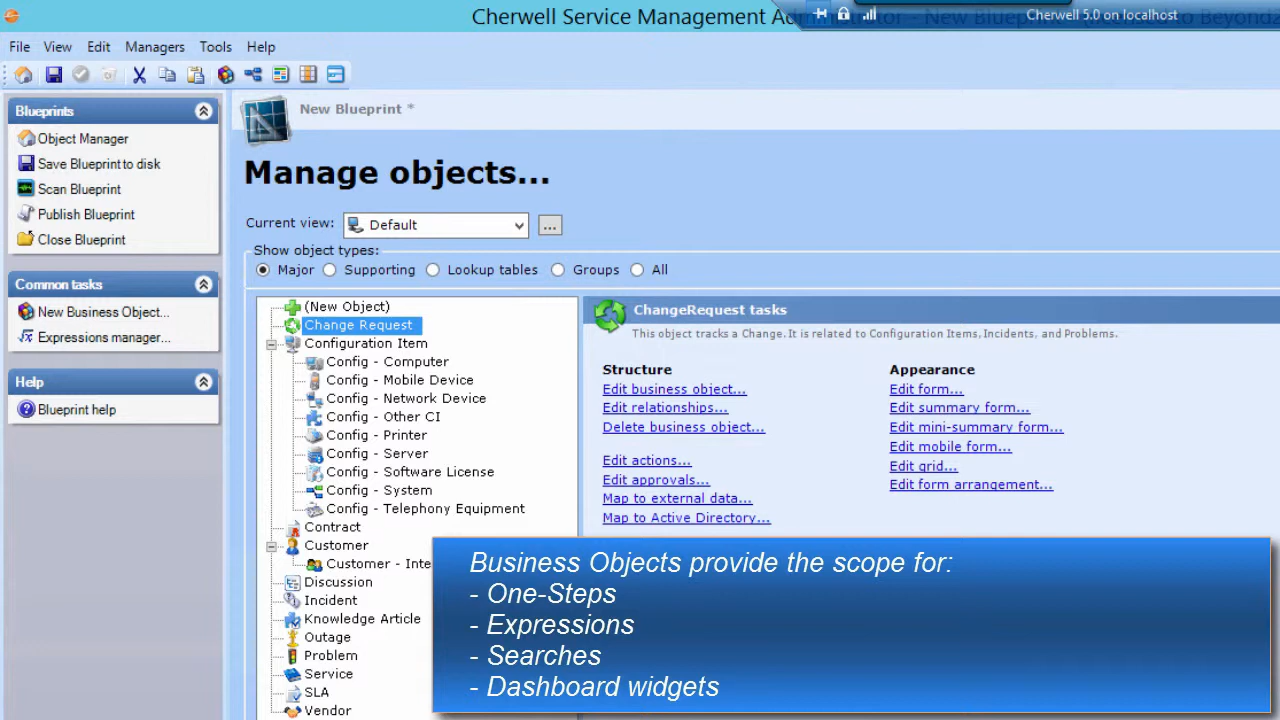 Cherwell Service Management Administrator - New Blueprint
Cherwell 5.0 on localhost
File View Edit Managers Tools Help
Blueprints
Object Manager
Save Blueprint to disk
Scan Blueprint
Publish Blueprint
Close Blueprint
Common tasks
New Business Object...
Expressions manager...
Help
Blueprint help
New Blueprint *
Manage objects...
Current view: Default ...
Show object types:
Major Supporting Lookup tables Groups All
(New Object)
Change Request
Configuration Item
Config - Computer
Config - Mobile Device
Config - Network Device
Config - Other CI
Config - Printer
Config - Server
Config - Software License
Config - System
Config - Telephony Equipment
Contract
Customer
Customer - Inte
Discussion
Incident
Knowledge Article
Outage
Problem
Service
SLA
Vendor
ChangeRequest tasks
This object tracks a Change. It is related to Configuration Items, Incidents, and Problems.
Structure
Edit business object...
Edit relationships...
Delete business object...
Edit actions...
Edit approvals...
Map to external data...
Map to Active Directory...
Appearance
Edit form...
Edit summary form...
Edit mini-summary form...
Edit mobile form...
Edit grid...
Edit form arrangement...
Business Objects provide the scope for:
- One-Steps
- Expressions
- Searches
- Dashboard widgets